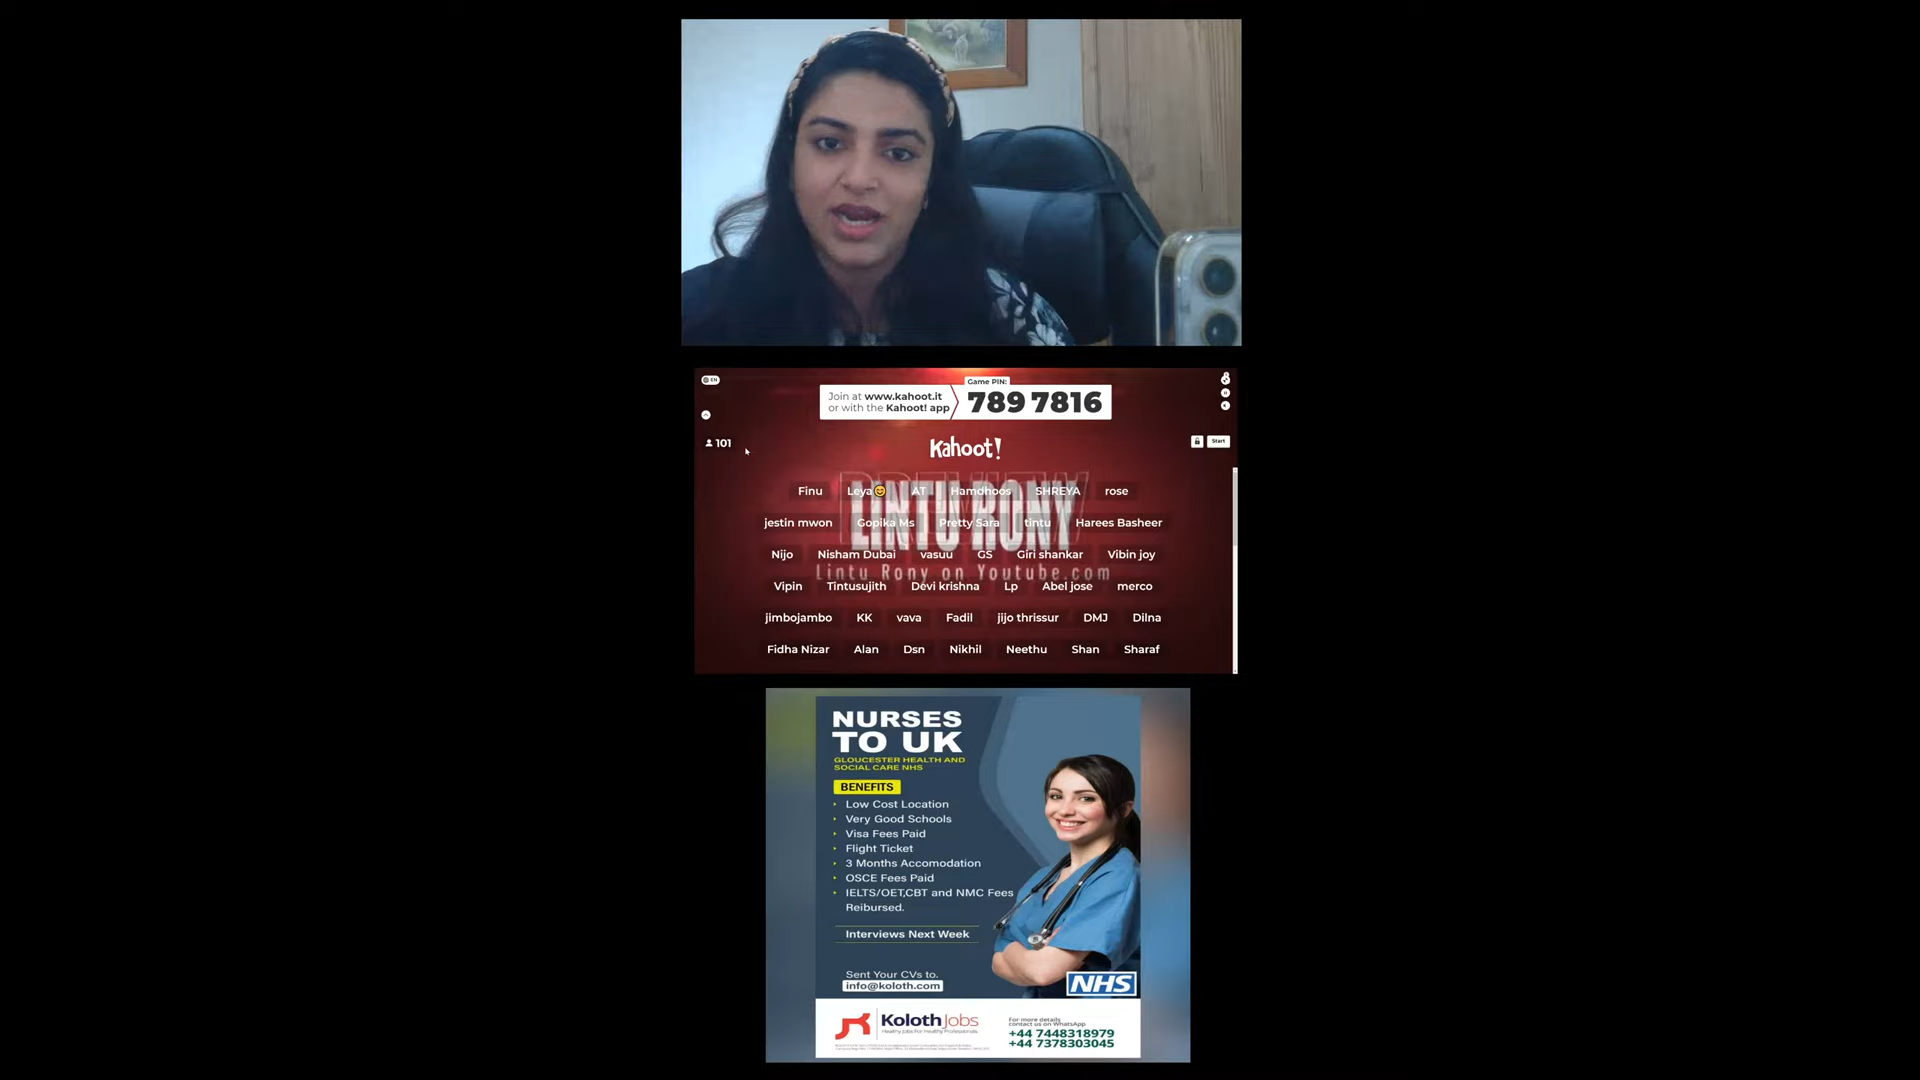 EN
Join at www.kahoot.it
or with the Kahoot! app
Game PIN:
789 7816
101
Kahoot!
Start
LINTU RONY
Lintu Rony on Youtube.com
Finu Leya😊 AT Hamdhoos SHREYA rose
jestin mwon Gopika Ms Pretty Sara tintu Harees Basheer
Nijo Nisham Dubai vasuu GS Giri shankar Vibin joy
Vipin Tintusujith Devi krishna Lp Abel jose merco
jimbojambo KK vava Fadil jijo thrissur DMJ Dilna
Fidha Nizar Alan Dsn Nikhil Neethu Shan Sharaf
NURSES
TO UK
GLOUCESTER HEALTH AND
SOCIAL CARE NHS
BENEFITS
Low Cost Location
Very Good Schools
Visa Fees Paid
Flight Ticket
3 Months Accomodation
OSCE Fees Paid
IELTS/OET,CBT and NMC Fees
Reibursed.
Interviews Next Week
Sent Your CVs to.
info@koloth.com
NHS
KolothJobs
Healthy Jobs For Healthy Professionals
For more details
contact us on WhatsApp
+44 7448318979
+44 7378303045